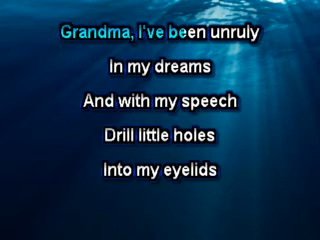 Grandma, I've been unruly
In my dreams
And with my speech
Drill little holes
Into my eyelids